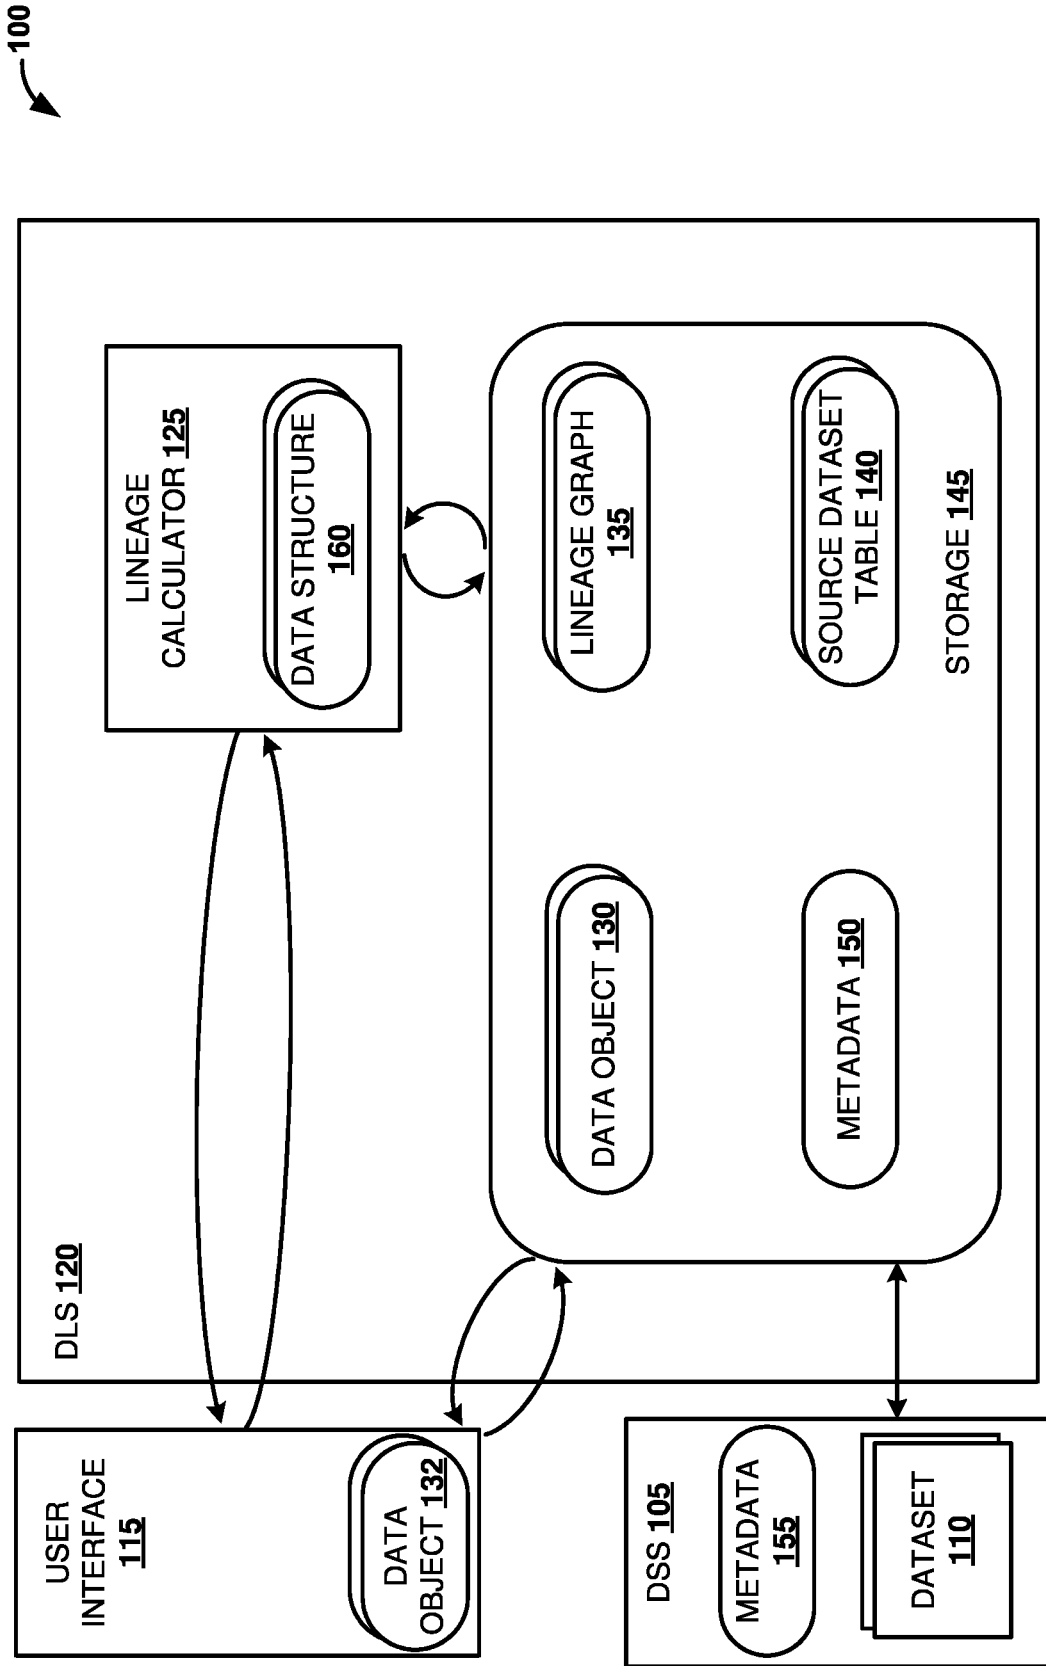 100
DLS 120
LINEAGE
CALCULATOR 125
DATA STRUCTURE
160
USER
INTERFACE
115
DATA
OBJECT 132
DATA OBJECT 130
LINEAGE GRAPH
135
METADATA 150
SOURCE DATASET
TABLE 140
STORAGE 145
DSS 105
METADATA
155
DATASET
110